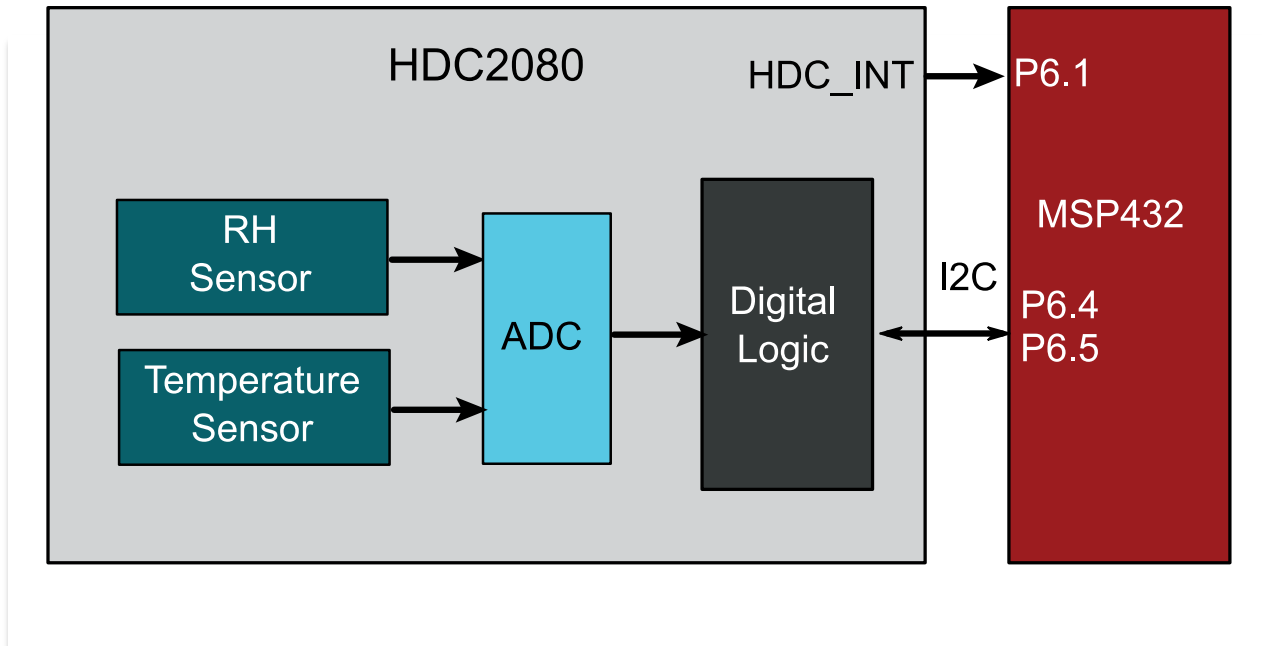 HDC2080
HDC_INT
P6.1
RH
Sensor
Temperature
Sensor
ADC
Digital
Logic
I2C
MSP432
P6.4
P6.5